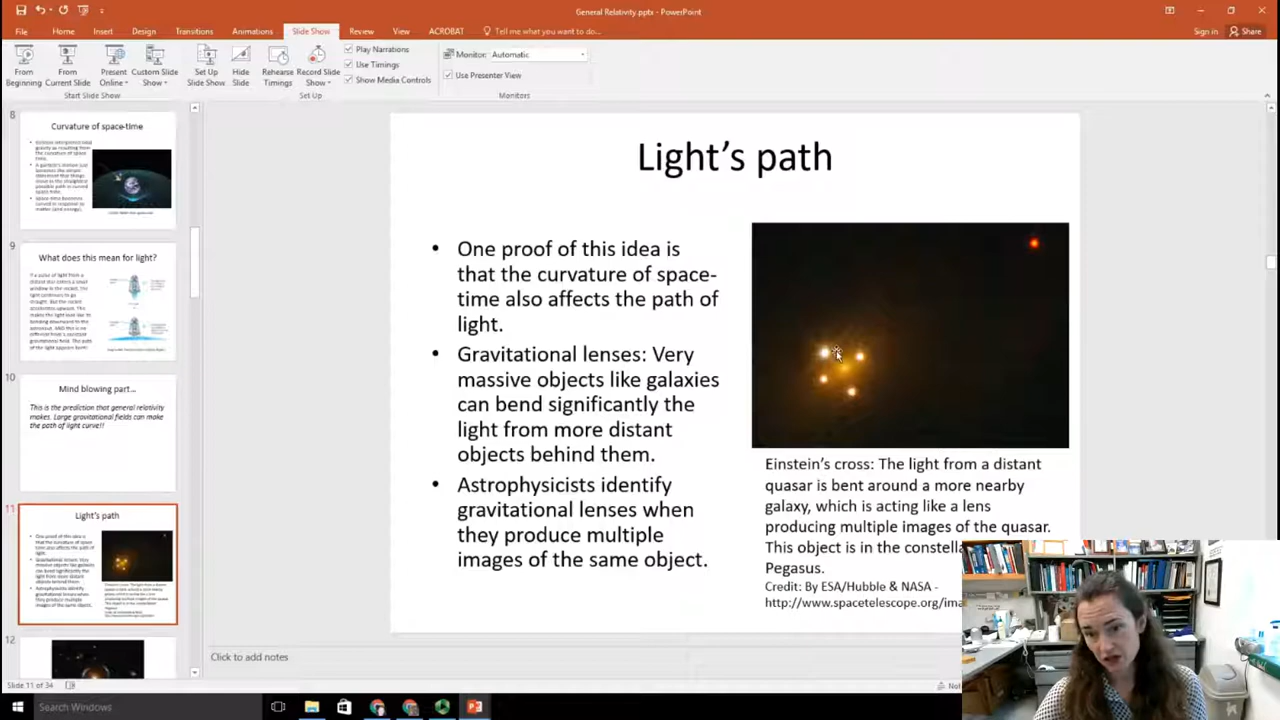 General Relativity.pptx - PowerPoint
Sign in Share
File Home Insert Design Transitions Animations Slide Show Review View ACROBAT Tell me what you want to do...
From Beginning
From Current Slide
Present Online
Custom Slide Show
Set Up Slide Show
Hide Slide
Rehearse Timings
Record Slide Show
Play Narrations
Use Timings
Show Media Controls
Monitor: Automatic
Use Presenter View
Start Slide Show
Set Up
Monitors
8
Curvature of space-time
9
What does this mean for light?
10
Mind blowing part...
This is the prediction that general relativity
makes. Large gravitational fields can make
the path of light curve!!
11
Light's path
12
Light's path
• One proof of this idea is
that the curvature of space-
time also affects the path of
light.
• Gravitational lenses: Very
massive objects like galaxies
can bend significantly the
light from more distant
objects behind them.
• Astrophysicists identify
gravitational lenses when
they produce multiple
images of the same object.
Einstein's cross: The light from a distant
quasar is bent around a more nearby
galaxy, which is acting like a lens
producing multiple images of the quasar.
This object is in the constella
Pegasus.
Credit: by ESA/Hubble & NASA
http://www.spacetelescope.org/ima
Click to add notes
Slide 11 of 34
Search Windows